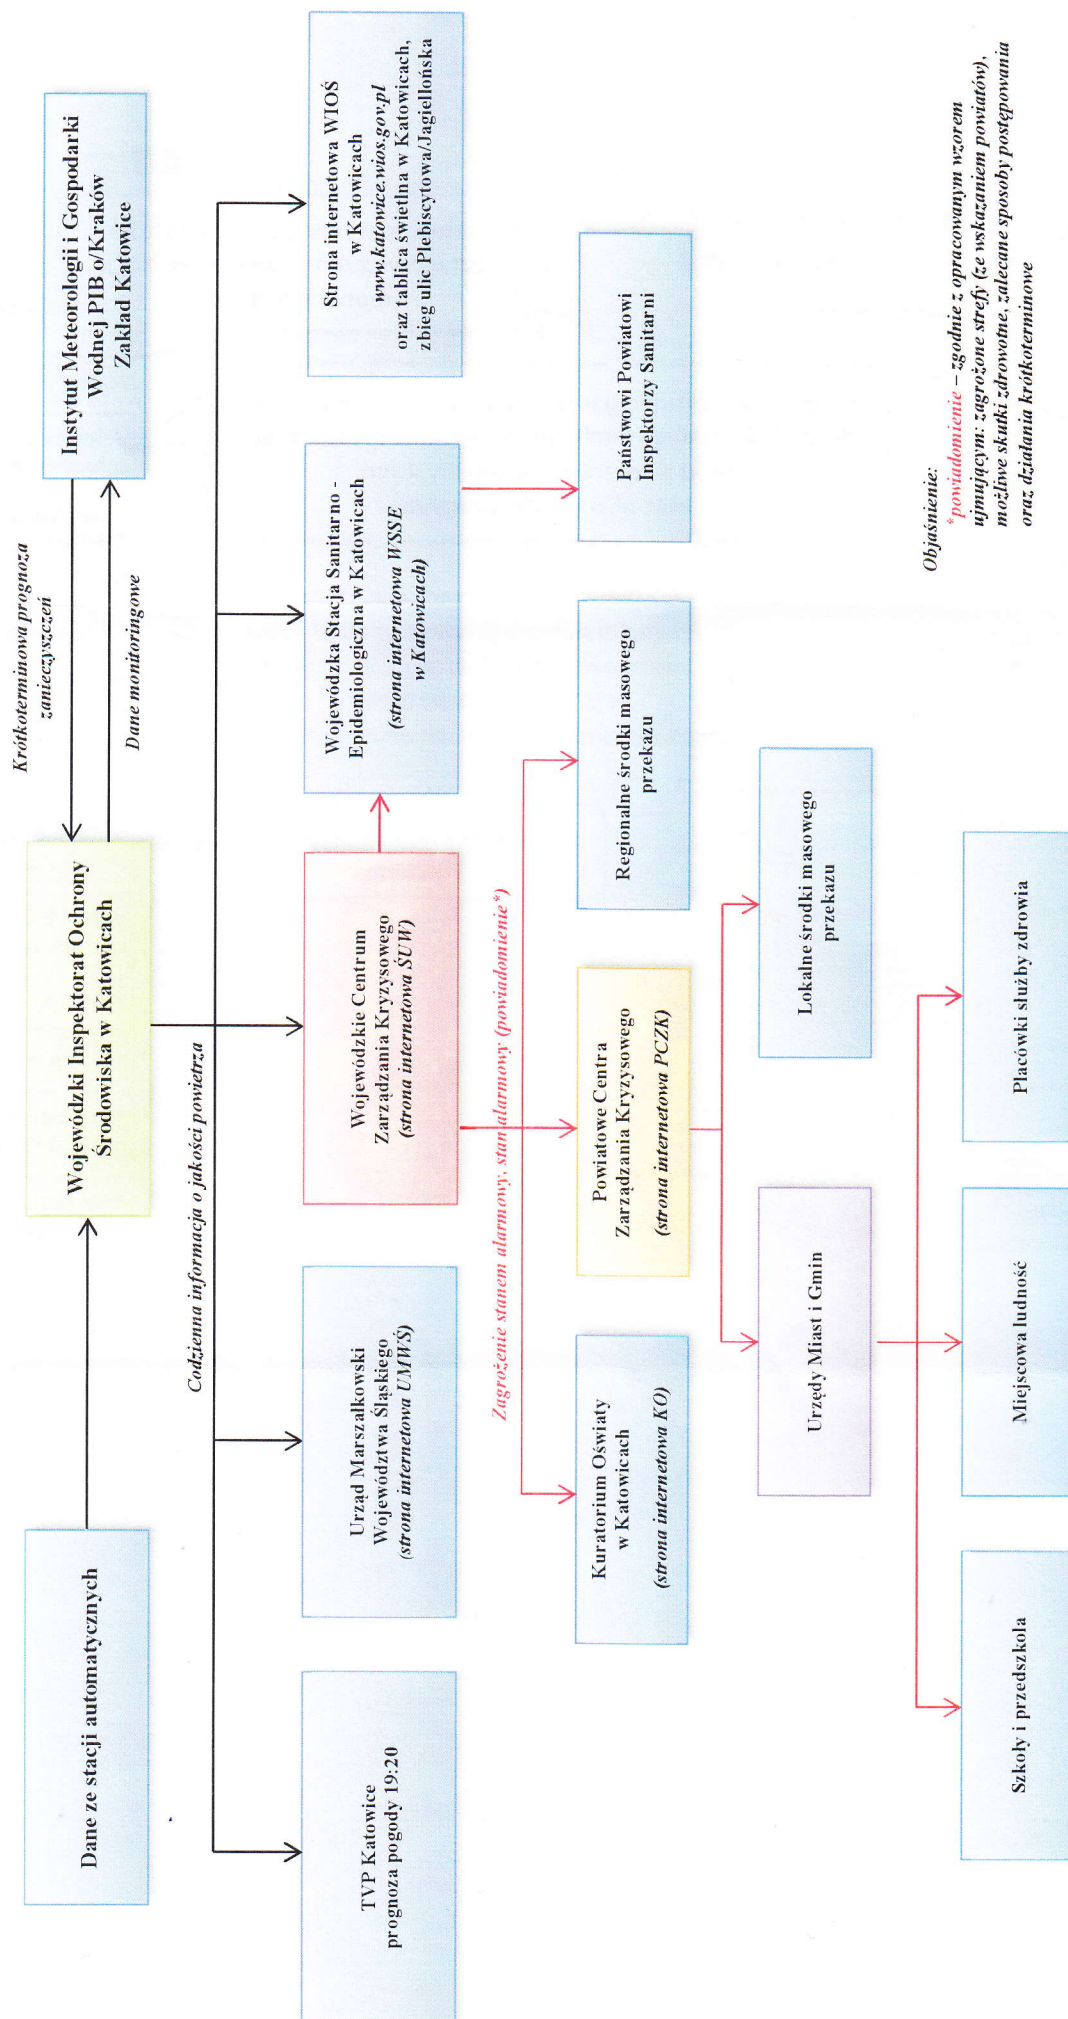 Dane ze stacji automatycznych
Wojewódzki Inspektorat Ochrony
Środowiska w Katowicach
Krótkoterminowa prognoza
zanieczyszczeń
Dane monitoringowe
Instytut Meteorologii i Gospodarki
Wodnej PIB o/Kraków
Zakład Katowice
Codzienna informacja o jakości powietrza
TVP Katowice
prognoza pogody 19:20
Urząd Marszałkowski
Województwa Śląskiego
(strona internetowa UMWŚ)
Wojewódzkie Centrum
Zarządzania Kryzysowego
(strona internetowa ŚUW)
Wojewódzka Stacja Sanitarno -
Epidemiologiczna w Katowicach
(strona internetowa WSSE
w Katowicach)
Strona internetowa WIOŚ
w Katowicach
www.katowice.wios.gov.pl
oraz tablica świetlna w Katowicach,
zbieg ulic Plebiscytowa/Jagiellońska
Zagrożenie stanem alarmowy, stan alarmowy (powiadomienie*)
Kuratorium Oświaty
w Katowicach
(strona internetowa KO)
Powiatowe Centra
Zarządzania Kryzysowego
(strona internetowa PCZK)
Regionalne środki masowego
przekazu
Państwowi Powiatowi
Inspektorzy Sanitarni
Urzędy Miast i Gmin
Lokalne środki masowego
przekazu
Szkoły i przedszkola
Miejscowa ludność
Placówki służby zdrowia
Objaśnienie:
*powiadomienie – zgodnie z opracowanym wzorem
ujmującym: zagrożone strefy (ze wskazaniem powiatów),
możliwe skutki zdrowotne, zalecane sposoby postępowania
oraz działania krótkoterminowe